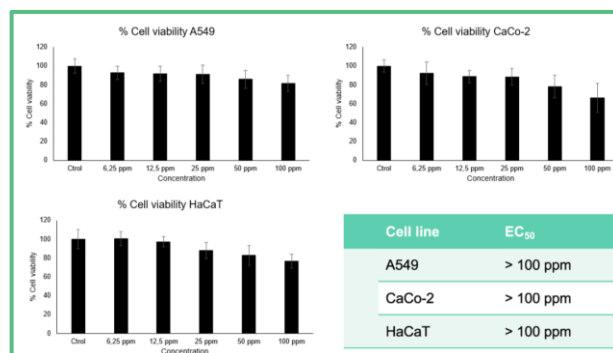 % Cell viability A549
120
100
80
60
40
20
0
% Cell viability
Ctrol 6,25 ppm 12,5 ppm 25 ppm 50 ppm 100 ppm
Concentration
% Cell viability CaCo-2
120
100
80
60
40
20
0
% Cell viability
Ctrol 6,25 ppm 12,5 ppm 25 ppm 50 ppm 100 ppm
Concentration
% Cell viability HaCaT
120
100
80
60
40
20
0
% Cell viability
Ctrol 6,25 ppm 12,5 ppm 25 ppm 50 ppm 100 ppm
Concentration
Cell line EC₅₀
A549 > 100 ppm
CaCo-2 > 100 ppm
HaCaT > 100 ppm